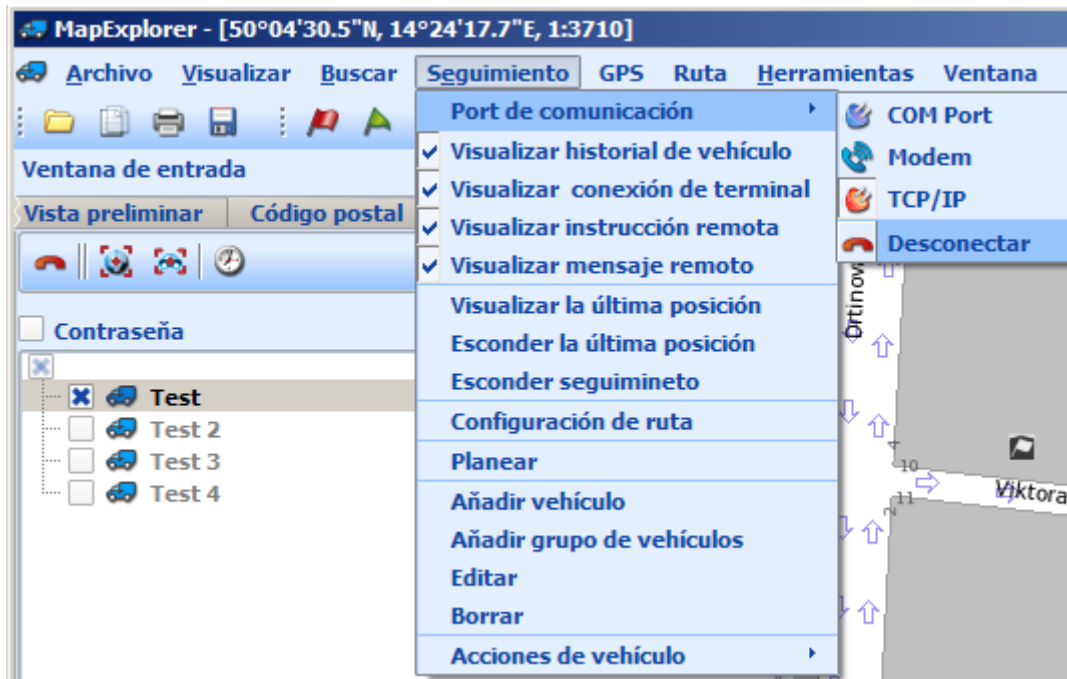 MapExplorer - [50°04'30.5"N, 14°24'17.7"E, 1:3710]
Archivo Visualizar Buscar Seguimiento GPS Ruta Herramientas Ventana
Ventana de entrada
Vista preliminar Código postal
Contraseña
Test
Test 2
Test 3
Test 4
Port de comunicación
Visualizar historial de vehículo
Visualizar conexión de terminal
Visualizar instrucción remota
Visualizar mensaje remoto
Visualizar la última posición
Esconder la última posición
Esconder seguimineto
Configuración de ruta
Planear
Añadir vehículo
Añadir grupo de vehículos
Editar
Borrar
Acciones de vehículo
COM Port
Modem
TCP/IP
Desconectar
Drtinova
4
10
11
2
Viktora